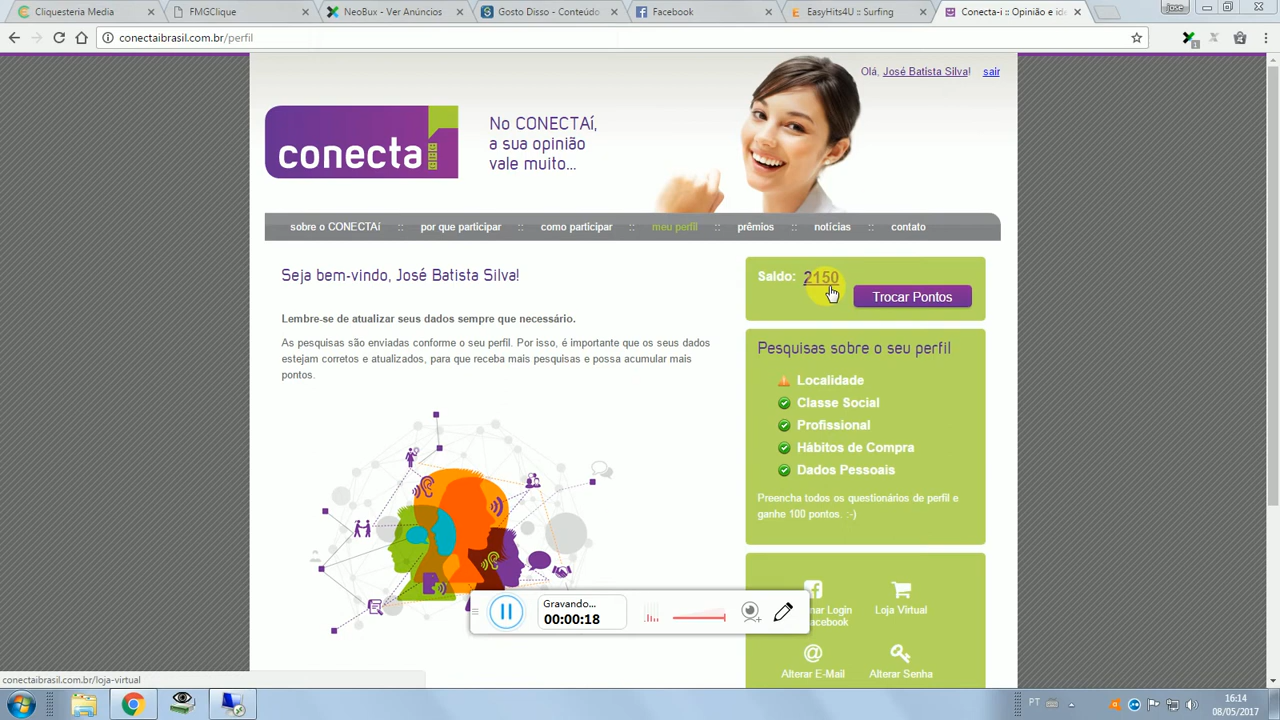 Cliqueteria Media
FMGClique
NeoBux - Ver Anúncios
Gosto Disso - Conteúdo
Facebook
EasyHits4U :: Surfing
Conecta-i :: Opinião e id
conectaibrasil.com.br/perfil
Olá, José Batista Silva! sair
conectaí
No CONECTAí,
a sua opinião
vale muito...
sobre o CONECTAí :: por que participar :: como participar :: meu perfil :: prêmios :: notícias :: contato
Seja bem-vindo, José Batista Silva!
Lembre-se de atualizar seus dados sempre que necessário.
As pesquisas são enviadas conforme o seu perfil. Por isso, é importante que os seus dados
estejam corretos e atualizados, para que receba mais pesquisas e possa acumular mais
pontos.
Saldo: 2150
Trocar Pontos
Pesquisas sobre o seu perfil
Localidade
Classe Social
Profissional
Hábitos de Compra
Dados Pessoais
Preencha todos os questionários de perfil e
ganhe 100 pontos. :-)
nar Login
acebook
Loja Virtual
Alterar E-Mail
Alterar Senha
Gravando...
00:00:18
conectaibrasil.com.br/loja-virtual
PT
16:14
08/05/2017